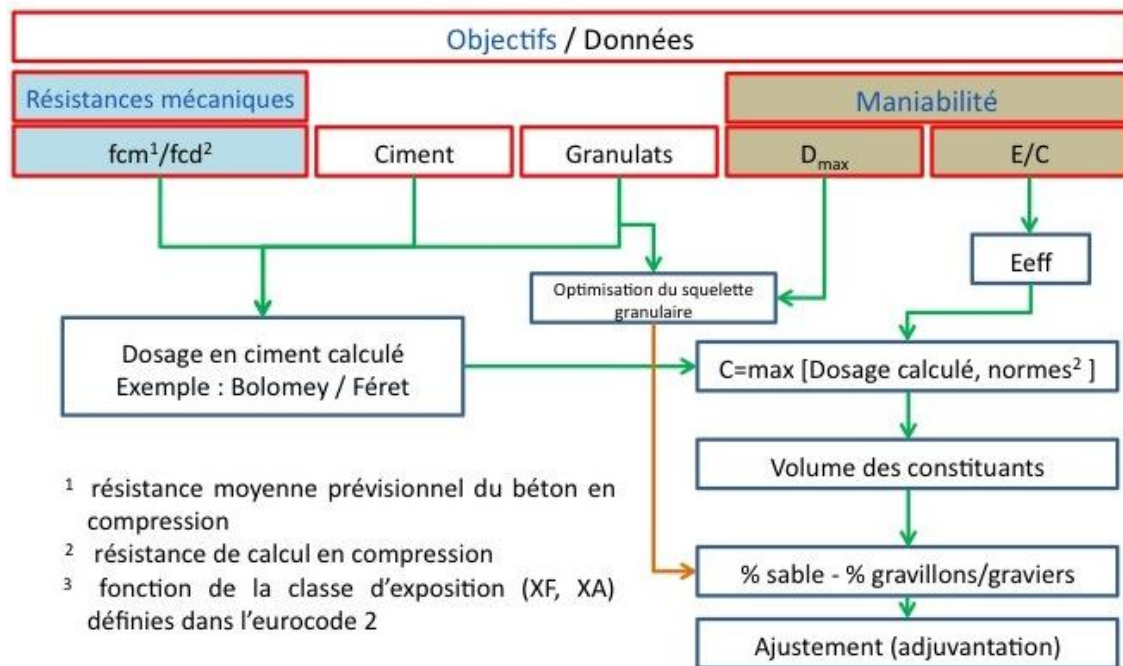 Objectifs / Données
Résistances mécaniques
Maniabilité
fcm¹/fcd²
Ciment
Granulats
Dmax
E/C
Eeff
Optimisation du squelette
granulaire
Dosage en ciment calculé
Exemple : Bolomey / Féret
C=max [Dosage calculé, normes² ]
Volume des constituants
¹ résistance moyenne prévisionnel du béton en
compression
² résistance de calcul en compression
³ fonction de la classe d’exposition (XF, XA)
définies dans l’eurocode 2
% sable - % gravillons/graviers
Ajustement (adjuvantation)